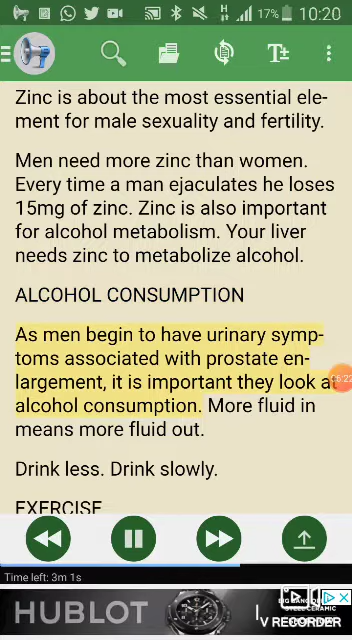 17% 10:20
T±
Zinc is about the most essential ele-
ment for male sexuality and fertility.
Men need more zinc than women.
Every time a man ejaculates he loses
15mg of zinc. Zinc is also important
for alcohol metabolism. Your liver
needs zinc to metabolize alcohol.
ALCOHOL CONSUMPTION
As men begin to have urinary symp-
toms associated with prostate en-
largement, it is important they look at
alcohol consumption. More fluid in
means more fluid out.
Drink less. Drink slowly.
EXERCISE
Time left: 3m 1s
HUBLOT
V RECORDER